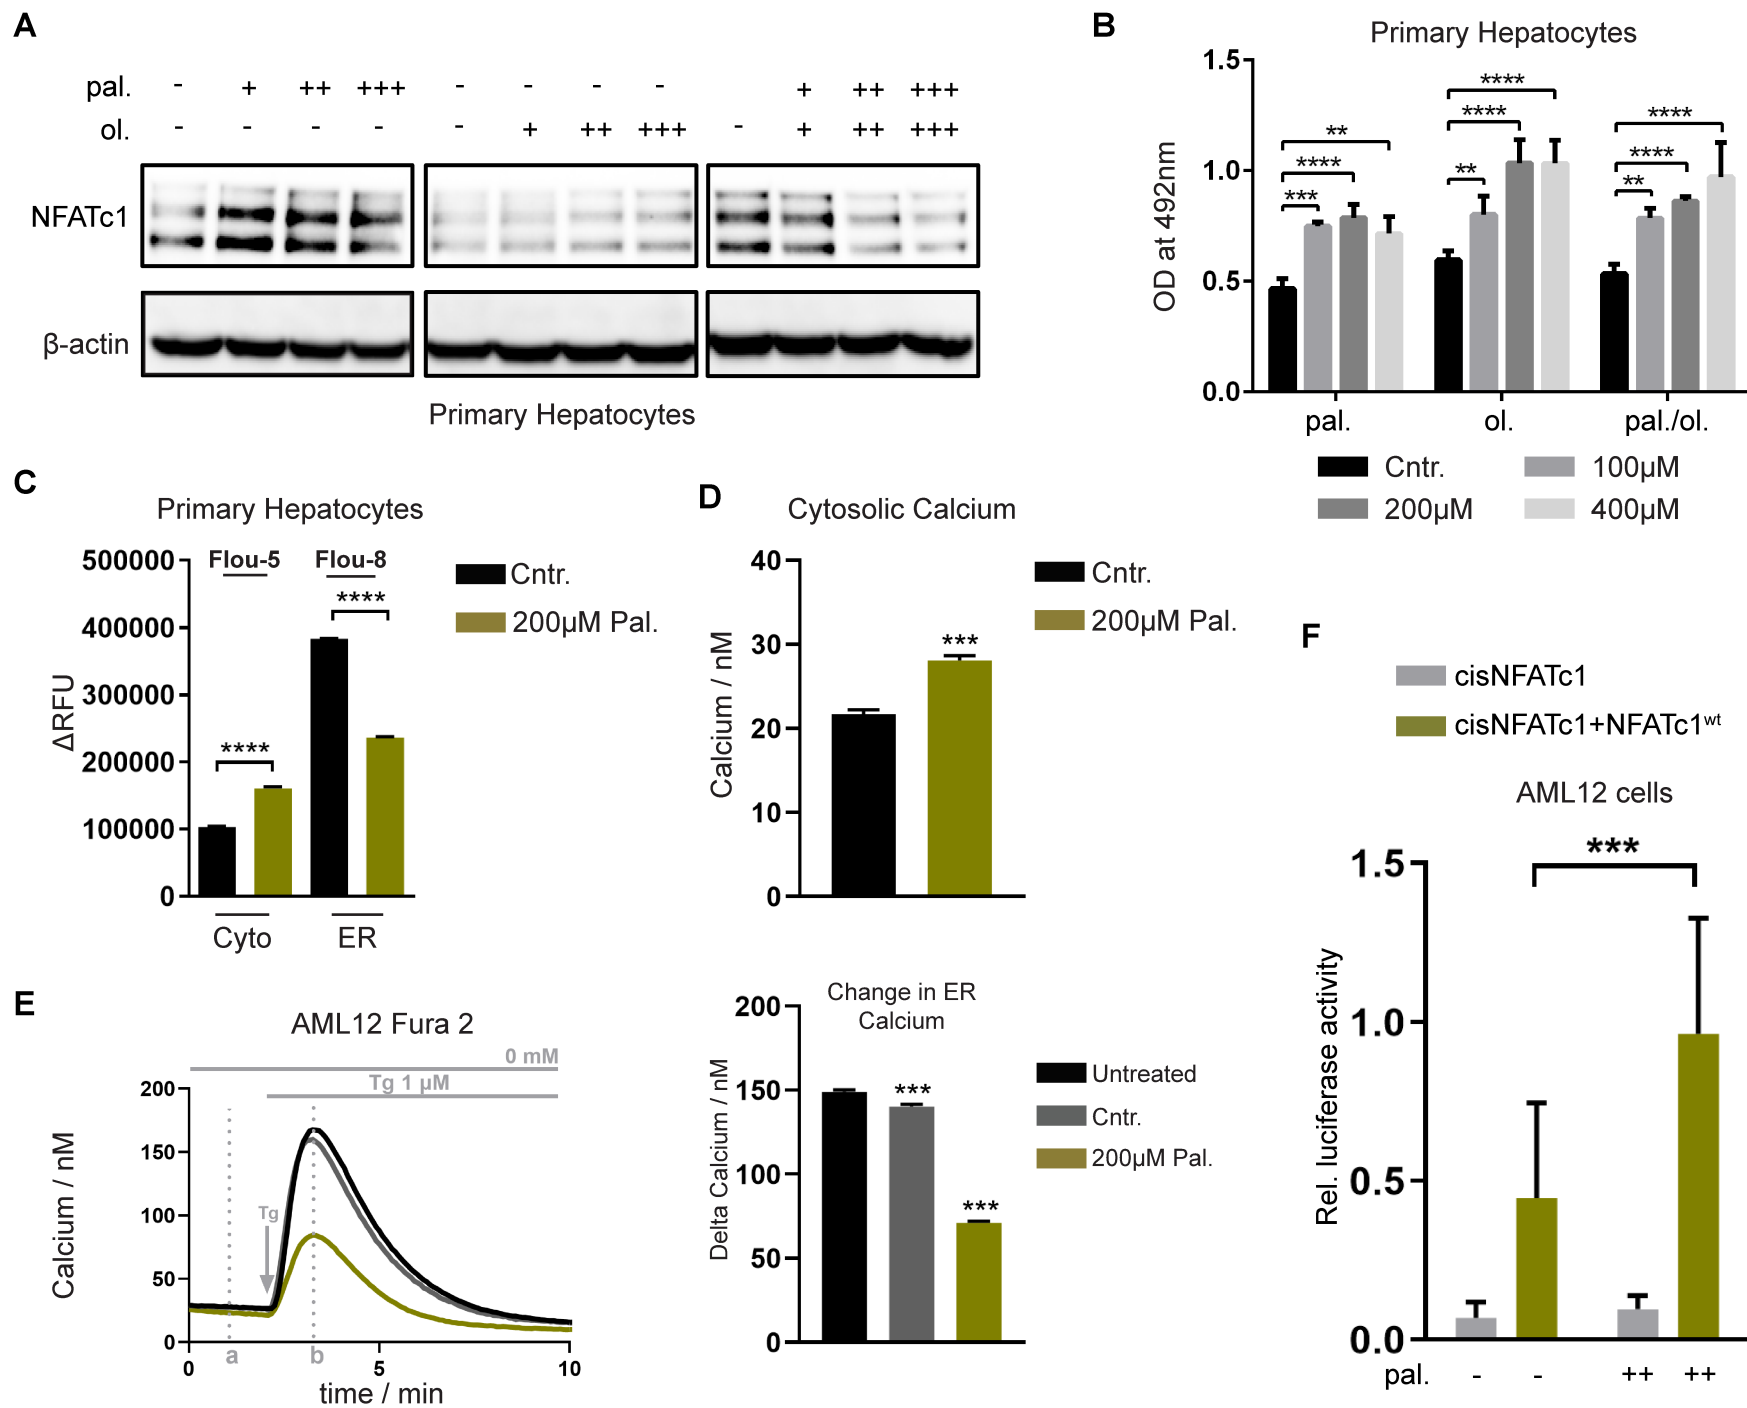 A
pal. - + ++ +++ - - - - + ++ +++
ol. - - - - - + ++ +++ - + ++ +++
NFATc1
β-actin
Primary Hepatocytes
B
Primary Hepatocytes
OD at 492nm
1.5
1.0
0.5
0.0
*** **** **
** **** ****
** **** ****
pal. ol. pal./ol.
Cntr. 100µM
200µM 400µM
C
Primary Hepatocytes
Flou-5 Flou-8
ΔRFU
500000
400000
300000
200000
100000
0
****
****
Cyto ER
Cntr.
200µM Pal.
D
Cytosolic Calcium
Calcium / nM
40
30
20
10
0
***
Cntr.
200µM Pal.
E
AML12 Fura 2
0 mM
Tg 1 µM
Calcium / nM
200
150
100
50
0
Tg
a b
0 5 10
time / min
Change in ER
Calcium
Delta Calcium / nM
200
150
100
50
0
***
***
Untreated
Cntr.
200µM Pal.
F
cisNFATc1
cisNFATc1+NFATc1wt
AML12 cells
***
Rel. luciferase activity
1.5
1.0
0.5
0.0
pal. - - ++ ++